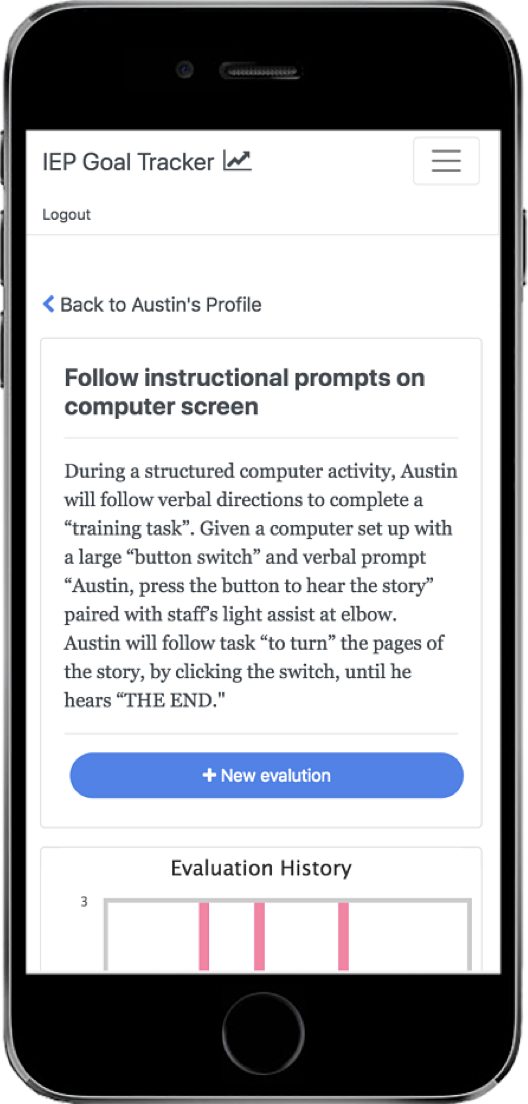 IEP Goal Tracker
Logout
Back to Austin's Profile
Follow instructional prompts on
computer screen
During a structured computer activity, Austin
will follow verbal directions to complete a
“training task”. Given a computer set up with
a large “button switch” and verbal prompt
“Austin, press the button to hear the story”
paired with staff’s light assist at elbow.
Austin will follow task “to turn” the pages of
the story, by clicking the switch, until he
hears “THE END."
+ New evalution
Evaluation History
3